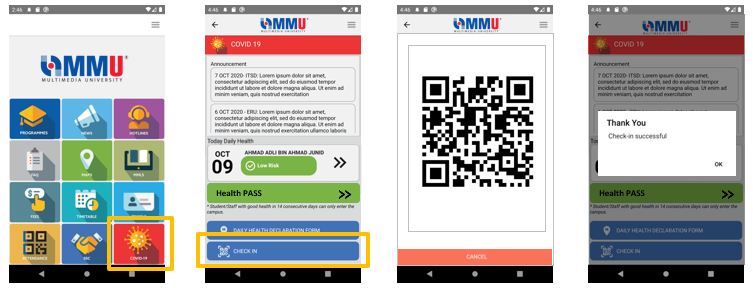 2:46
MMU
MULTIMEDIA UNIVERSITY
PROGRAMMES
NEWS
HOTLINES
FAQ
MAPS
MMLS
FEES
TIMETABLE
ATTENDANCE
SSC
COVID-19
4:46
MMU
COVID 19
Announcement
7 OCT 2020- ITSD: Lorem ipsum dolor sit amet,
consectetur adipiscing elit, sed do eiusmod tempor
incididunt ut labore et dolore magna aliqua. Ut enim ad
minim veniam, quis nostrud exercitation
6 OCT 2020 - ERU: Lorem ipsum dolor sit amet,
consectetur adipiscing elit, sed do eiusmod tempor
incididunt ut labore et dolore magna aliqua. Ut enim ad
minim veniam, quis nostrud exercitation ullamco laboris
Today Daily Health
OCT
09
AHMAD ADLI BIN AHMAD JUNID
Low Risk
Health PASS
* Student/Staff with good health in 14 consecutive days can only enter the
campus.
DAILY HEALTH DECLARATION FORM
CHECK IN
4:46
MMU
CANCEL
4:46
MMU
COVID 19
Announcement
7 OCT 2020- ITSD: Lorem ipsum dolor sit amet,
consectetur adipiscing elit, sed do eiusmod tempor
incididunt ut labore et dolore magna aliqua. Ut enim ad
minim veniam, quis nostrud exercitation
Thank You
Check-in successful
OK
Health PASS
* Student/Staff with good health in 14 consecutive days can only enter the
campus.
DAILY HEALTH DECLARATION FORM
CHECK IN